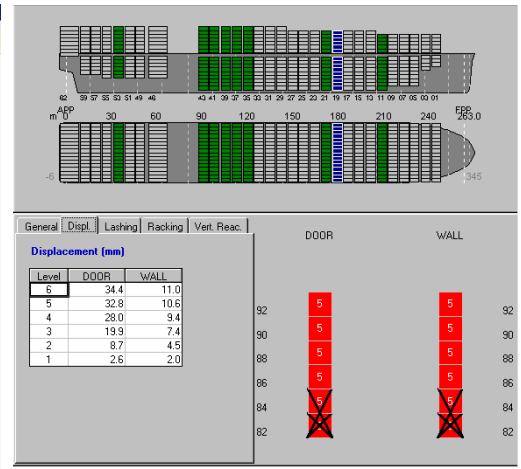 62 59 57 55 53 51 49 46 43 41 39 37 35 33 31 29 27 25 23 21 19 17 15 13 11 09 07 05 03 01
APP FPP
m 0 30 60 90 120 150 180 210 240 263.0
-6 345
General Displ. Lashing Racking Vert. Reac.
DOOR WALL
Displacement (mm)
Level DOOR WALL
6 34.4 11.0
5 32.8 10.6
4 28.0 9.4
3 19.9 7.4
2 8.7 4.5
1 2.6 2.0
5 5
92 92
5 5
90 90
5 5
88 88
5 5
86 86
5 5
84 84
82 82